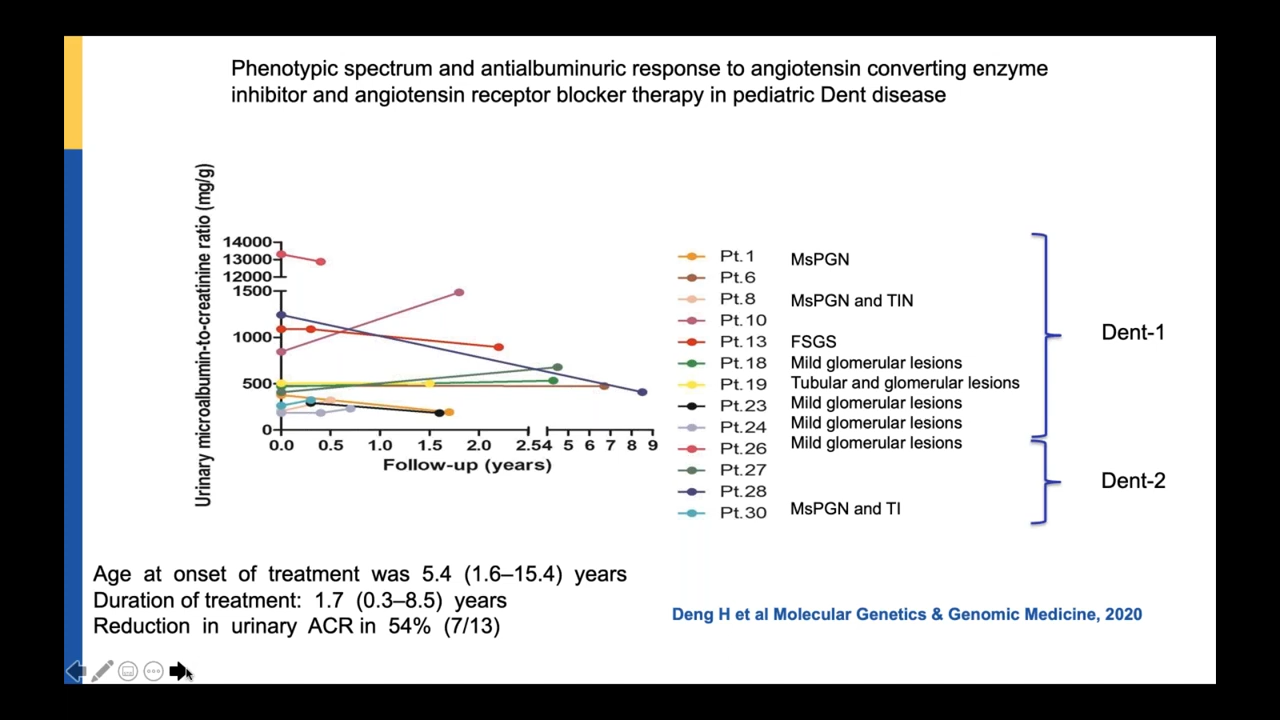 Phenotypic spectrum and antialbuminuric response to angiotensin converting enzyme
inhibitor and angiotensin receptor blocker therapy in pediatric Dent disease
Urinary microalbumin-to-creatinine ratio (mg/g)
14000
13000
12000
1500
1000
500
0
0.0 0.5 1.0 1.5 2.0 2.5 4 5 6 7 8 9
Follow-up (years)
Pt.1 MsPGN
Pt.6
Pt.8 MsPGN and TIN
Pt.10
Pt.13 FSGS
Pt.18 Mild glomerular lesions
Pt.19 Tubular and glomerular lesions
Pt.23 Mild glomerular lesions
Pt.24 Mild glomerular lesions
Pt.26 Mild glomerular lesions
Pt.27
Pt.28
Pt.30 MsPGN and TI
Dent-1
Dent-2
Age at onset of treatment was 5.4 (1.6–15.4) years
Duration of treatment: 1.7 (0.3–8.5) years
Reduction in urinary ACR in 54% (7/13)
Deng H et al Molecular Genetics & Genomic Medicine, 2020